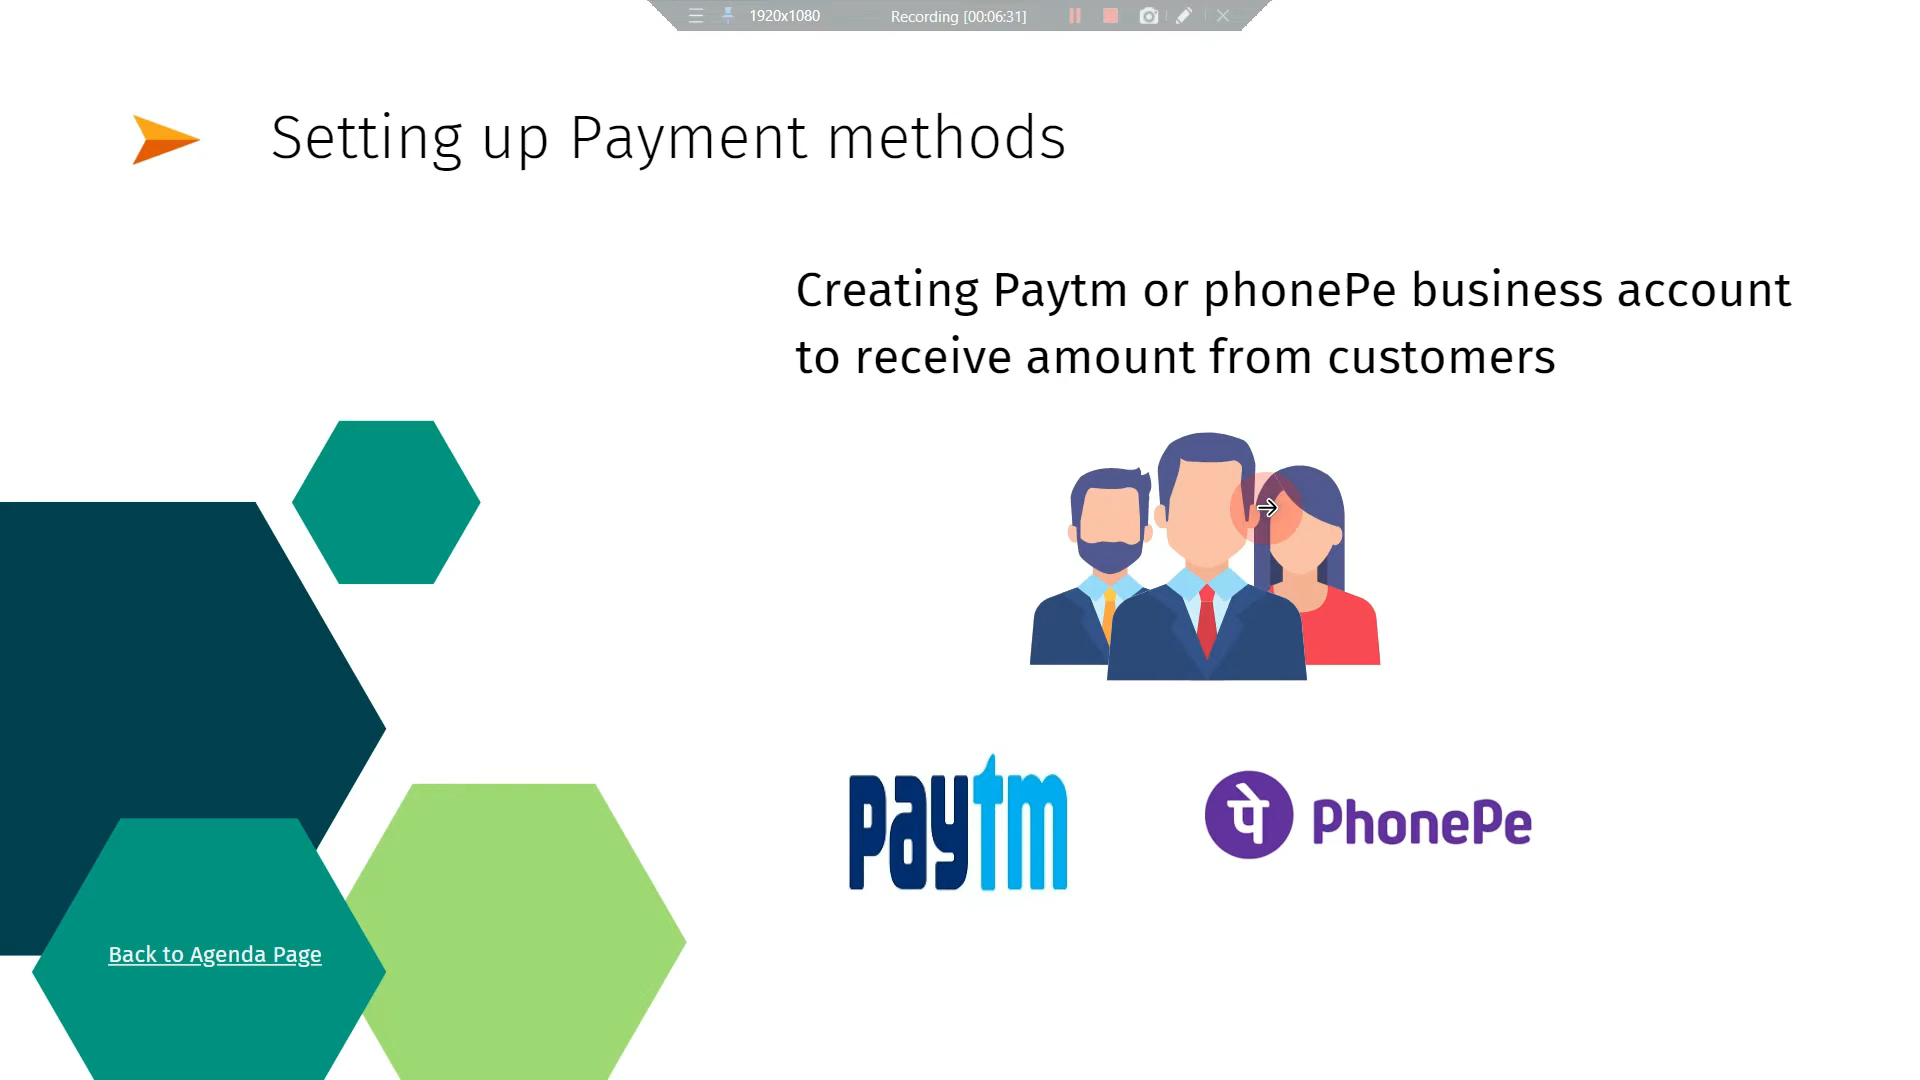 1920x1080
Recording [00:06:31]
Setting up Payment methods
Creating Paytm or phonePe business account
to receive amount from customers
paytm
पे PhonePe
Back to Agenda Page